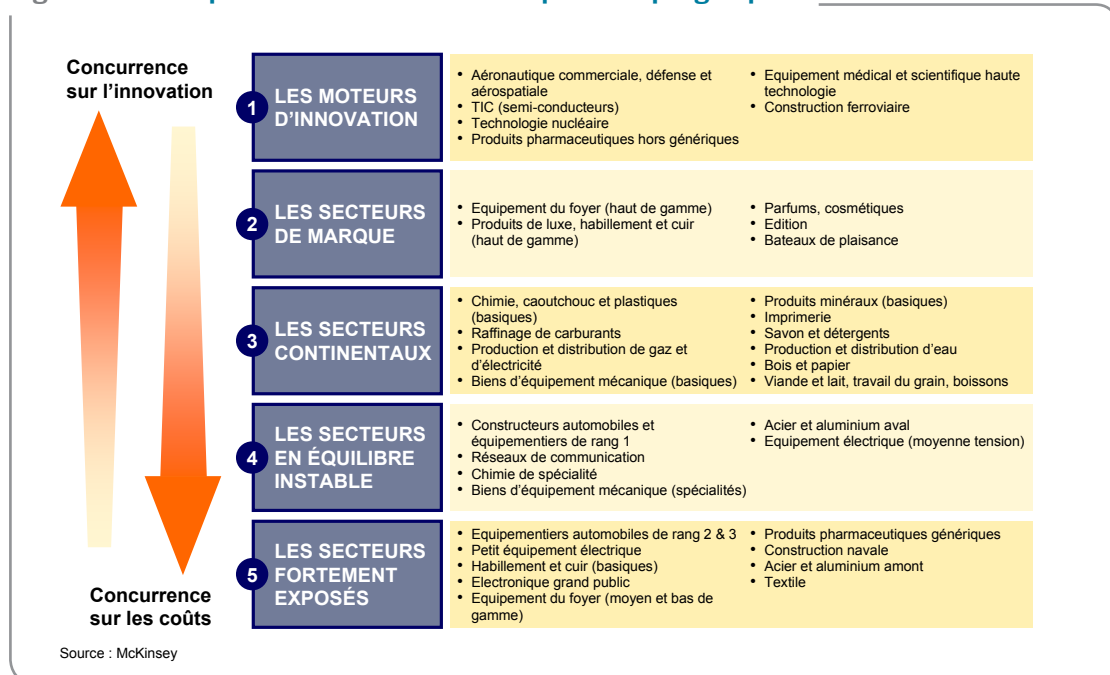 Concurrence
sur l'innovation
1
LES MOTEURS
D'INNOVATION
• Aéronautique commerciale, défense et
aérospatiale
• TIC (semi-conducteurs)
• Technologie nucléaire
• Produits pharmaceutiques hors génériques
• Equipement médical et scientifique haute
technologie
• Construction ferroviaire
2
LES SECTEURS
DE MARQUE
• Equipement du foyer (haut de gamme)
• Produits de luxe, habillement et cuir
(haut de gamme)
• Parfums, cosmétiques
• Edition
• Bateaux de plaisance
3
LES SECTEURS
CONTINENTAUX
• Chimie, caoutchouc et plastiques
(basiques)
• Raffinage de carburants
• Production et distribution de gaz et
d'électricité
• Biens d'équipement mécanique (basiques)
• Produits minéraux (basiques)
• Imprimerie
• Savon et détergents
• Production et distribution d'eau
• Bois et papier
• Viande et lait, travail du grain, boissons
4
LES SECTEURS
EN ÉQUILIBRE
INSTABLE
• Constructeurs automobiles et
équipementiers de rang 1
• Réseaux de communication
• Chimie de spécialité
• Biens d'équipement mécanique (spécialités)
• Acier et aluminium aval
• Equipement électrique (moyenne tension)
5
LES SECTEURS
FORTEMENT
EXPOSÉS
• Equipementiers automobiles de rang 2 & 3
• Petit équipement électrique
• Habillement et cuir (basiques)
• Electronique grand public
• Equipement du foyer (moyen et bas de
gamme)
• Produits pharmaceutiques génériques
• Construction navale
• Acier et aluminium amont
• Textile
Concurrence
sur les coûts
Source : McKinsey